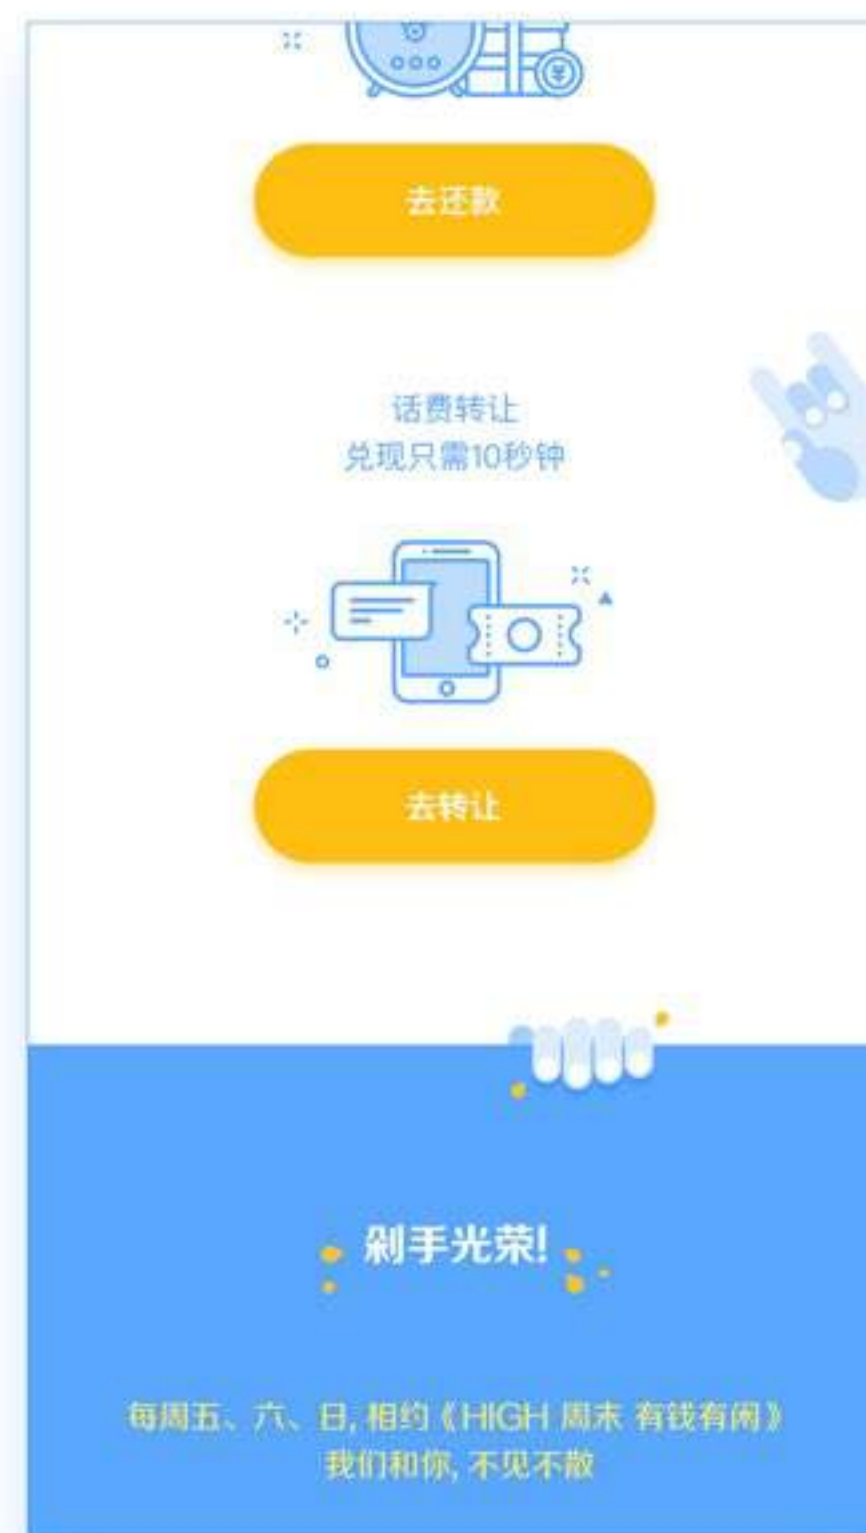 去还款
话费转让
兑现只需10秒钟
去转让
剁手光荣!
每周五、六、日, 相约《HIGH 周末 有钱有闲》
我们和你, 不见不散